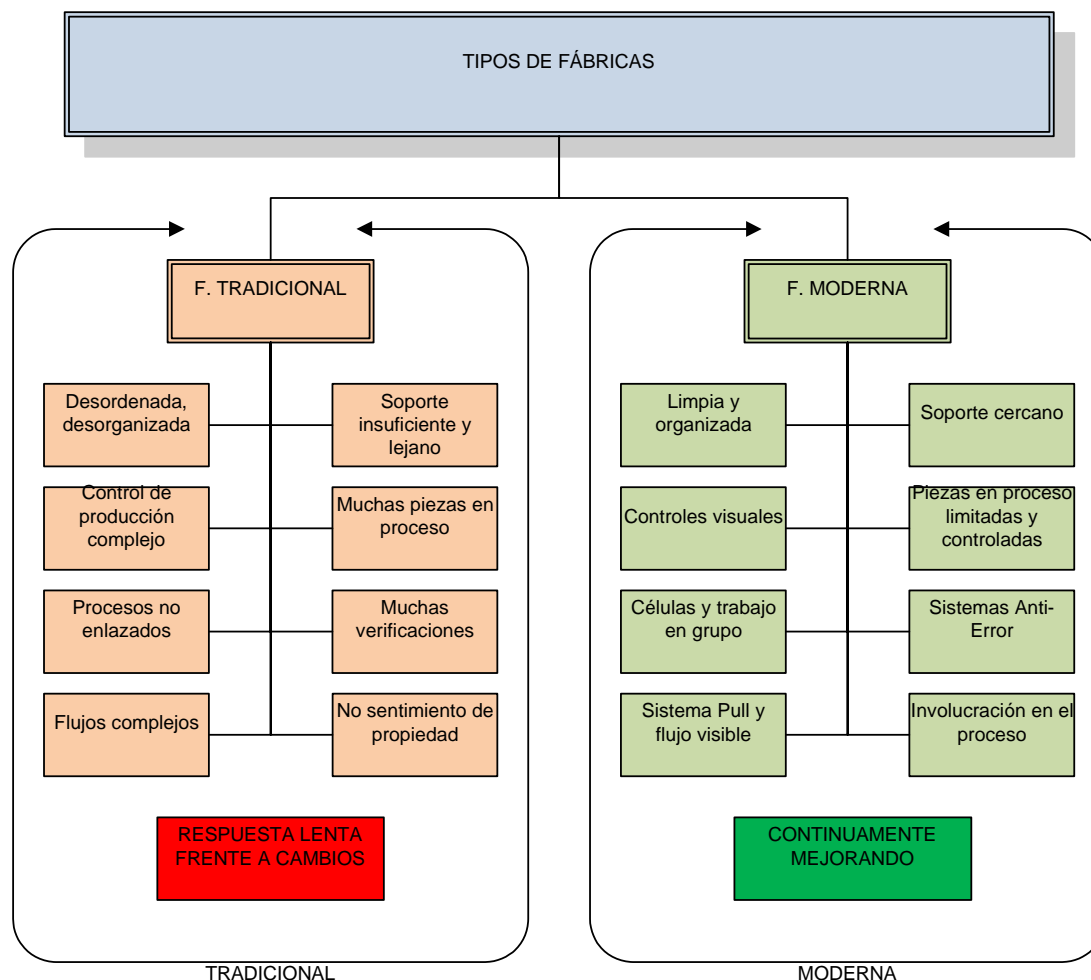 TIPOS DE FÁBRICAS
F. TRADICIONAL
Desordenada,
desorganizada
Soporte
insuficiente y
lejano
Control de
producción
complejo
Muchas piezas en
proceso
Procesos no
enlazados
Muchas
verificaciones
Flujos complejos
No sentimiento de
propiedad
RESPUESTA LENTA
FRENTE A CAMBIOS
TRADICIONAL
F. MODERNA
Limpia y
organizada
Soporte cercano
Controles visuales
Piezas en proceso
limitadas y
controladas
Células y trabajo
en grupo
Sistemas Anti-
Error
Sistema Pull y
flujo visible
Involucración en el
proceso
CONTINUAMENTE
MEJORANDO
MODERNA